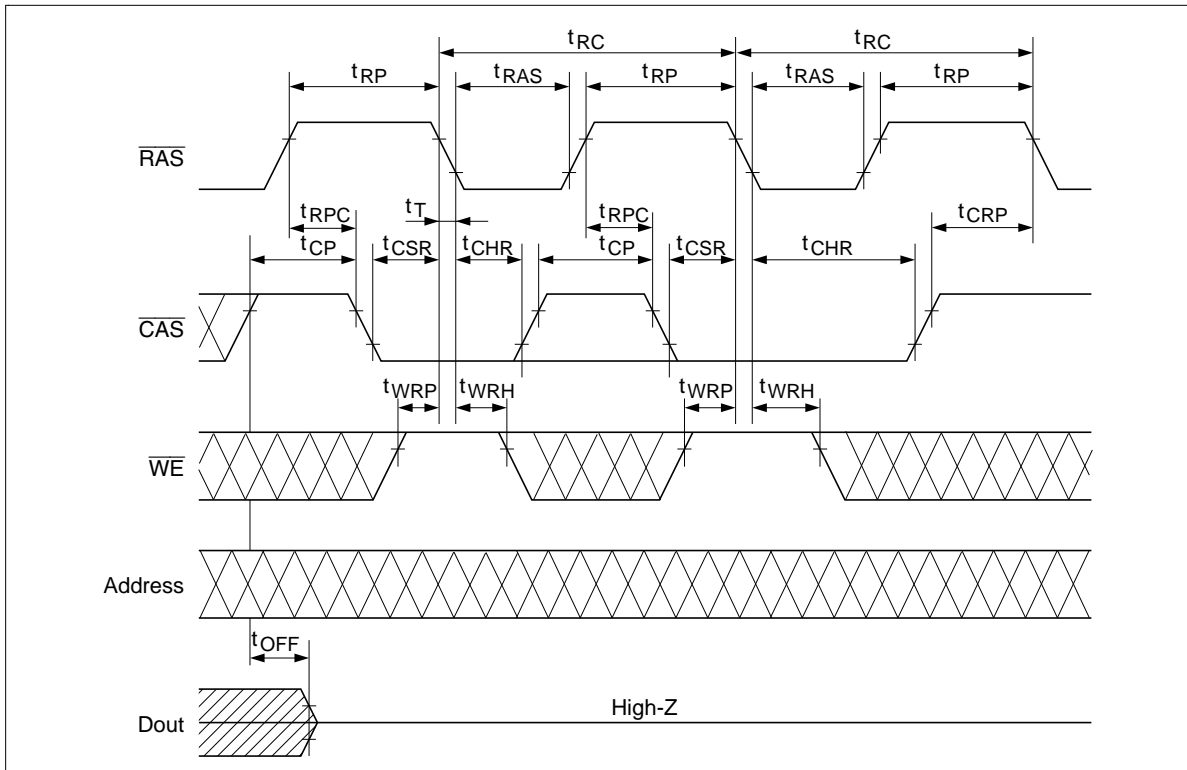 tRC tRC
tRP tRAS tRP tRAS tRP
RAS
tRPC tT tRPC tCRP
tCP tCSR tCHR tCP tCSR tCHR
CAS
tWRP tWRH tWRP tWRH
WE
Address
tOFF
High-Z
Dout